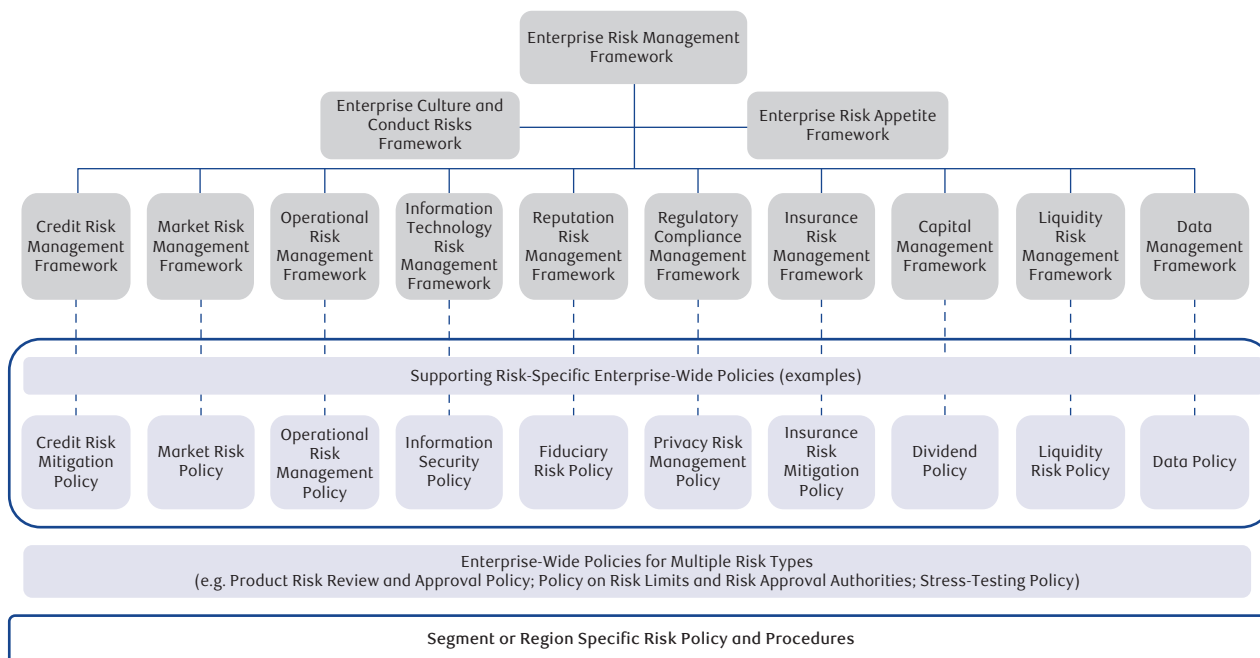 Enterprise Risk Management
Framework
Enterprise Culture and
Conduct Risks
Framework
Enterprise Risk Appetite
Framework
Credit Risk
Management
Framework
Market Risk
Management
Framework
Operational
Risk
Management
Framework
Information
Technology
Risk
Management
Framework
Reputation
Risk
Management
Framework
Regulatory
Compliance
Management
Framework
Insurance
Risk
Management
Framework
Capital
Management
Framework
Liquidity
Risk
Management
Framework
Data
Management
Framework
Supporting Risk-Specific Enterprise-Wide Policies (examples)
Credit Risk
Mitigation
Policy
Market Risk
Policy
Operational
Risk
Management
Policy
Information
Security
Policy
Fiduciary
Risk Policy
Privacy Risk
Management
Policy
Insurance
Risk
Mitigation
Policy
Dividend
Policy
Liquidity
Risk Policy
Data Policy
Enterprise-Wide Policies for Multiple Risk Types
(e.g. Product Risk Review and Approval Policy; Policy on Risk Limits and Risk Approval Authorities; Stress-Testing Policy)
Segment or Region Specific Risk Policy and Procedures